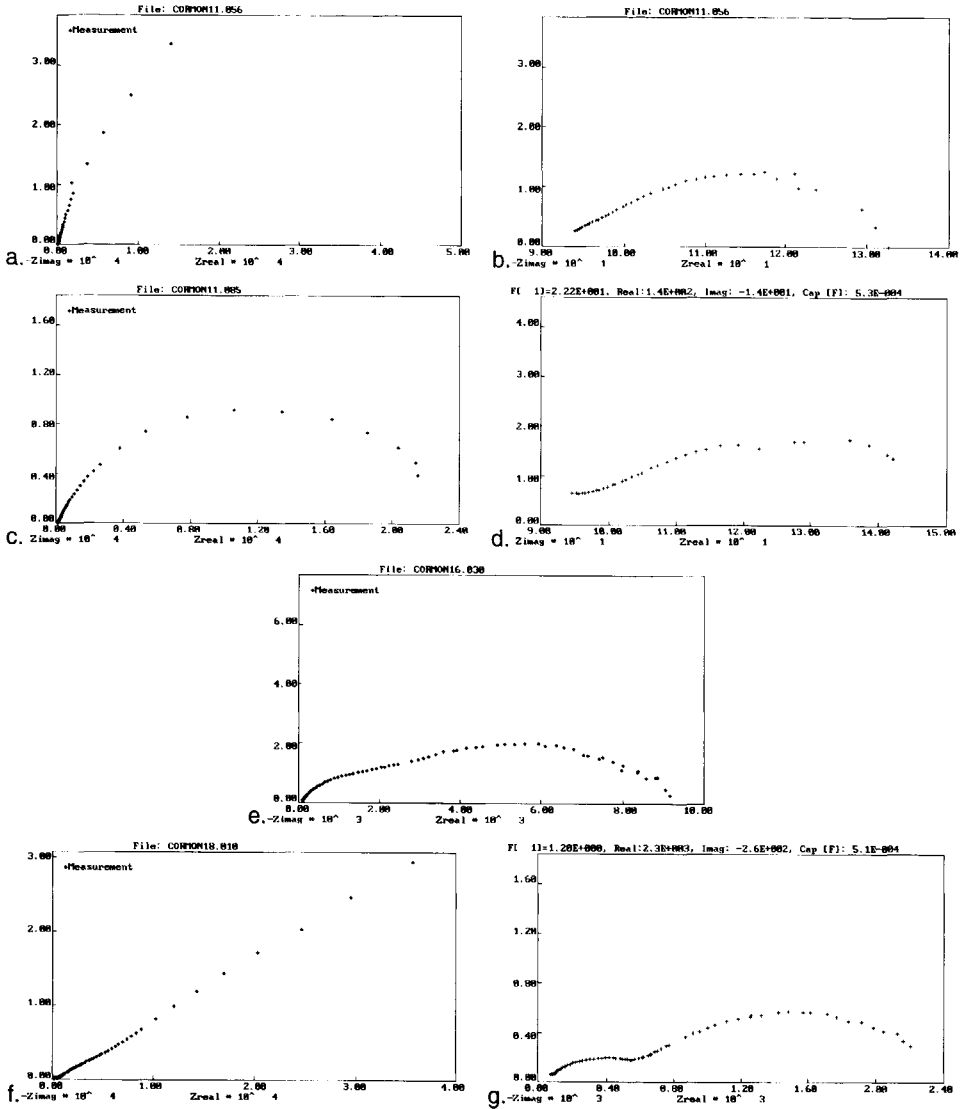 File: CORMON11.056
+Measurement
3.00
2.00
1.00
0.00
0.00 1.00 2.00 3.00 4.00 5.00
a. -Zimag * 10^ 4 Zreal * 10^ 4
File: CORMON11.056
3.00
2.00
1.00
0.00
9.00 10.00 11.00 12.00 13.00 14.00
b. -Zimag * 10^ 1 Zreal * 10^ 1
File: CORMON11.085
+Measurement
1.60
1.20
0.80
0.40
0.00
0.00 0.40 0.80 1.20 1.60 2.00 2.40
c. -Zimag * 10^ 4 Zreal * 10^ 4
F[ 1]=2.22E+001, Real:1.4E+002, Imag: -1.4E+001, Cap [F]: 5.3E-004
4.00
3.00
2.00
1.00
0.00
9.00 10.00 11.00 12.00 13.00 14.00 15.00
d. -Zimag * 10^ 1 Zreal * 10^ 1
File: CORMON16.030
+Measurement
6.00
4.00
2.00
0.00
0.00 2.00 4.00 6.00 8.00 10.00
e. -Zimag * 10^ 3 Zreal * 10^ 3
File: CORMON18.010
+Measurement
3.00
2.00
1.00
0.00
0.00 1.00 2.00 3.00 4.00
f. -Zimag * 10^ 4 Zreal * 10^ 4
F[ 1]=1.20E+000, Real:2.3E+003, Imag: -2.6E+002, Cap [F]: 5.1E-004
1.60
1.20
0.80
0.40
0.00
0.00 0.40 0.80 1.20 1.60 2.00 2.40
g. -Zimag * 10^ 3 Zreal * 10^ 3